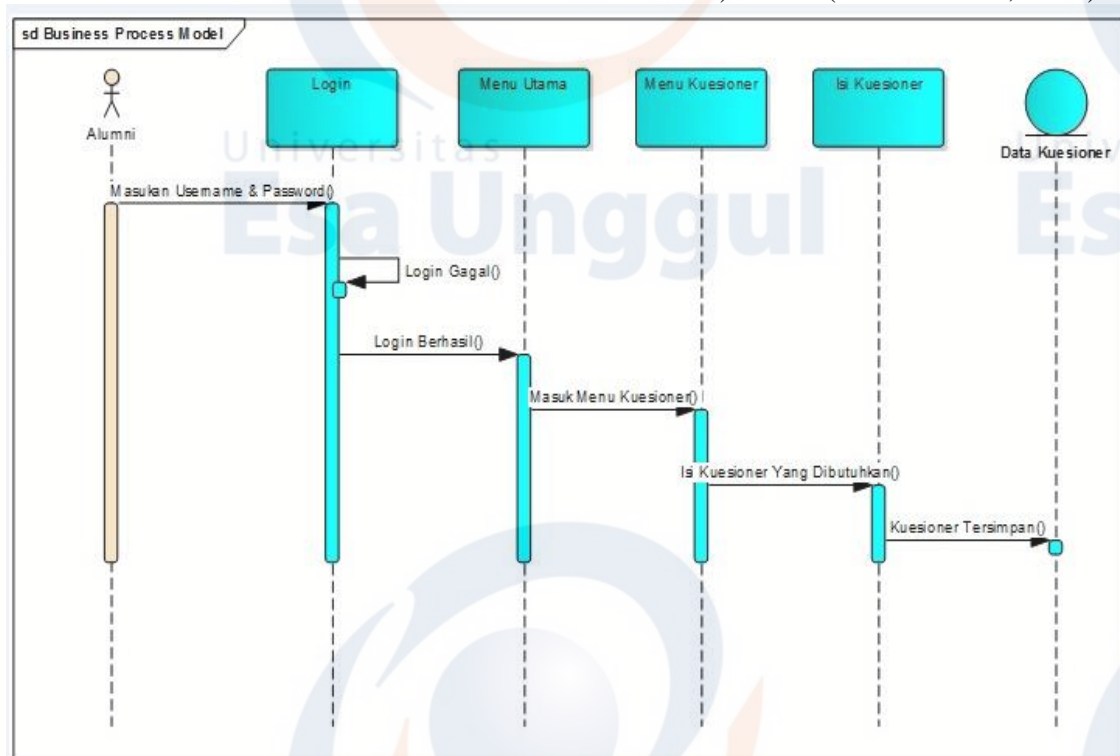 sd Business Process Model
Alumni
Login
Menu Utama
Menu Kuesioner
Isi Kuesioner
Data Kuesioner
Universitas
Esa Unggul
Masukan Username & Password()
Login Gagal()
Login Berhasil()
Masuk Menu Kuesioner()
Isi Kuesioner Yang Dibutuhkan()
Kuesioner Tersimpan()